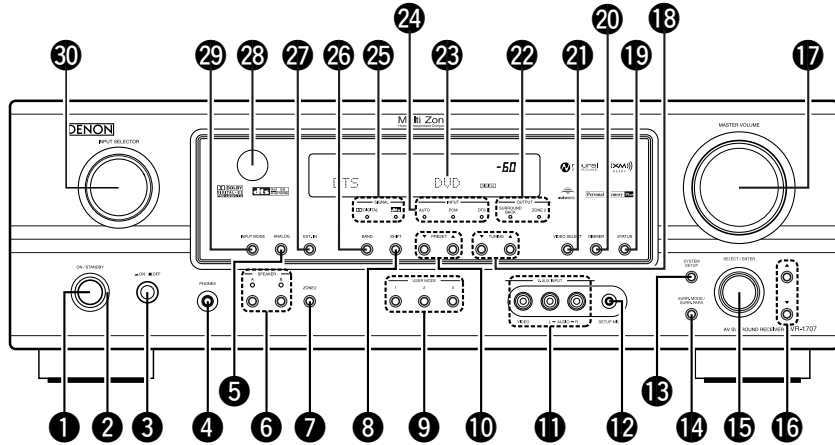 24 18
30 29 28 27 26 25 23 22 21 20 19 17
DENON
INPUT SELECTOR
MASTER VOLUME
-60
DTS DVD
SIGNAL INPUT OUTPUT
DIGITAL dts AUTO PCM DTS SURROUND BACK ZONE 2
INPUT MODE ANALOG EXT. IN BAND SHIFT ▼ PRESET ▲ ▼ TUNING ▲ VIDEO SELECT DIMMER STATUS
ON / STANDBY
ON OFF
PHONES
SPEAKER
A B
ZONE2
USER MODE
1 2 3
V.AUX INPUT
VIDEO L AUDIO R
SETUP MIC
SYSTEM SETUP
SURR. MODE / SURR. PARA
SELECT / ENTER
AV SURROUND RECEIVER VR-1707
1 2 3 4 5 6 7 8 9 10 11 12 13 14 15 16